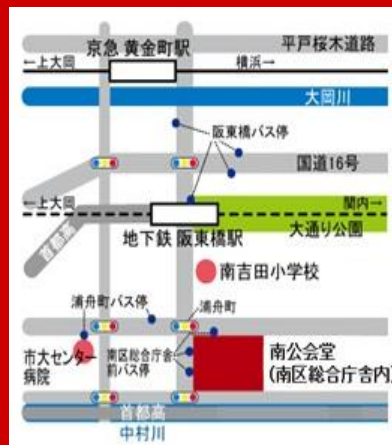 平戸桜木道路
京急 黄金町駅
←上大岡
横浜→
大岡川
阪東橋バス停
国道16号
←上大岡
関内→
首都高
大通り公園
地下鉄 阪東橋駅
南吉田小学校
浦舟町バス停
浦舟町
市大センター
病院
南区総合庁舎
前バス停
南公会堂
(南区総合庁舎内)
首都高
中村川